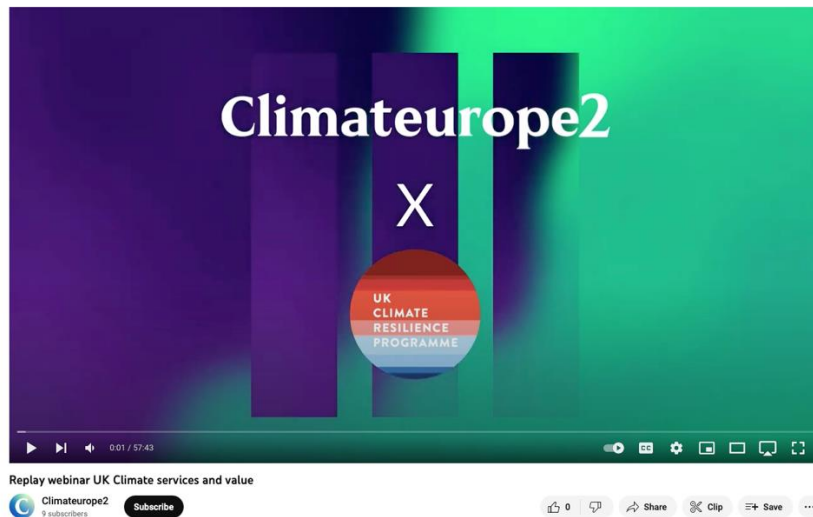 Climateurope2
X
UK
CLIMATE
RESILIENCE
PROGRAMME
0:01 / 57:43
CC
Replay webinar UK Climate services and value
Climateurope2
9 subscribers
Subscribe
0
Share
Clip
Save